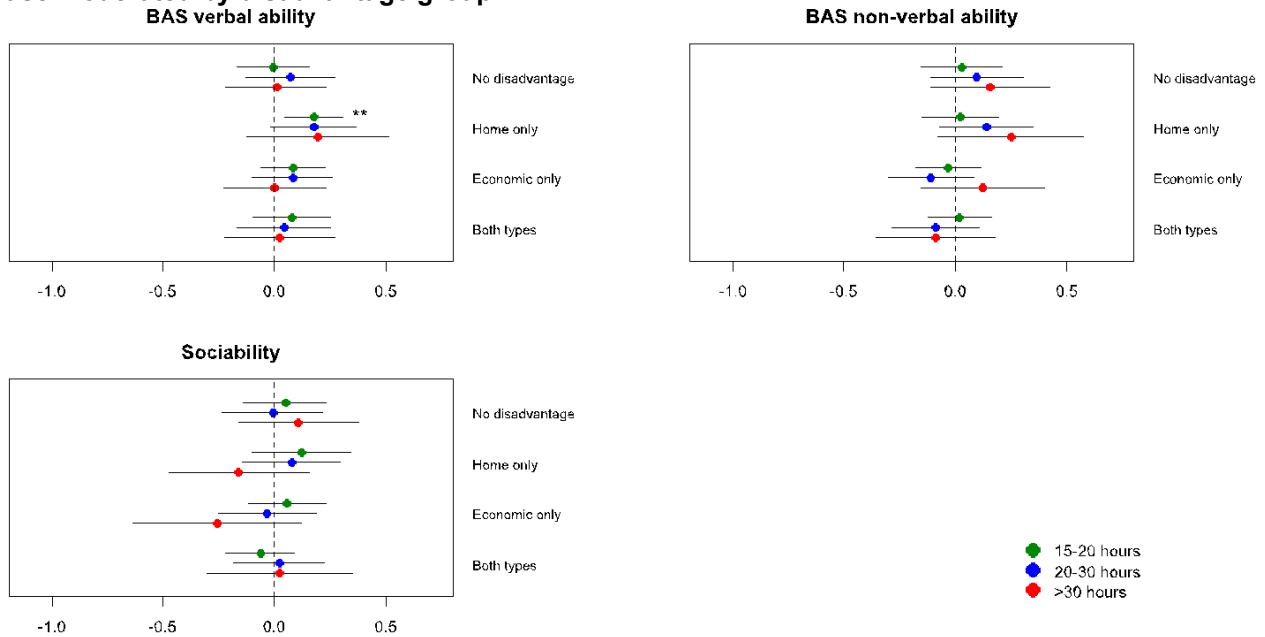 BAS verbal ability
No disadvantage
Home only
**
Economic only
Both types
-1.0 -0.5 0.0 0.5
BAS non-verbal ability
No disadvantage
Home only
Economic only
Both types
-1.0 -0.5 0.0 0.5
Sociability
No disadvantage
Home only
Economic only
Both types
-1.0 -0.5 0.0 0.5
15-20 hours
20-30 hours
>30 hours